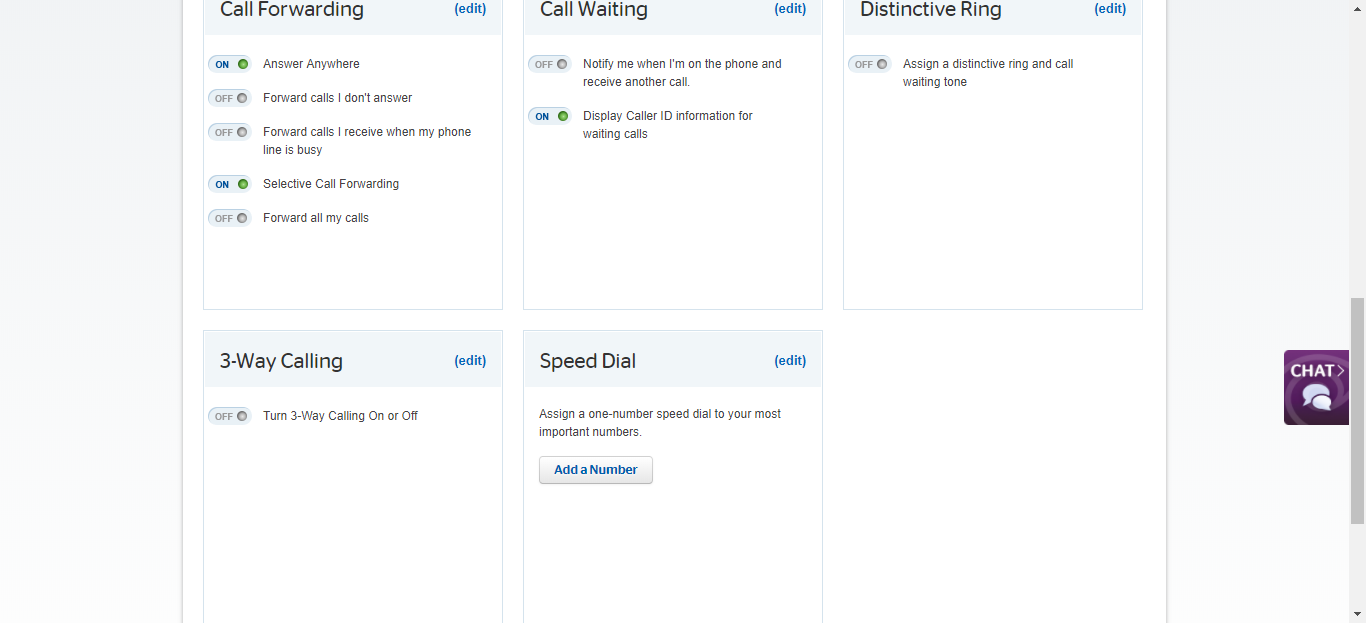 Call Forwarding (edit)
ON Answer Anywhere
OFF Forward calls I don't answer
OFF Forward calls I receive when my phone
line is busy
ON Selective Call Forwarding
OFF Forward all my calls
Call Waiting (edit)
OFF Notify me when I'm on the phone and
receive another call.
ON Display Caller ID information for
waiting calls
Distinctive Ring (edit)
OFF Assign a distinctive ring and call
waiting tone
3-Way Calling (edit)
OFF Turn 3-Way Calling On or Off
Speed Dial (edit)
Assign a one-number speed dial to your most
important numbers.
Add a Number
CHAT